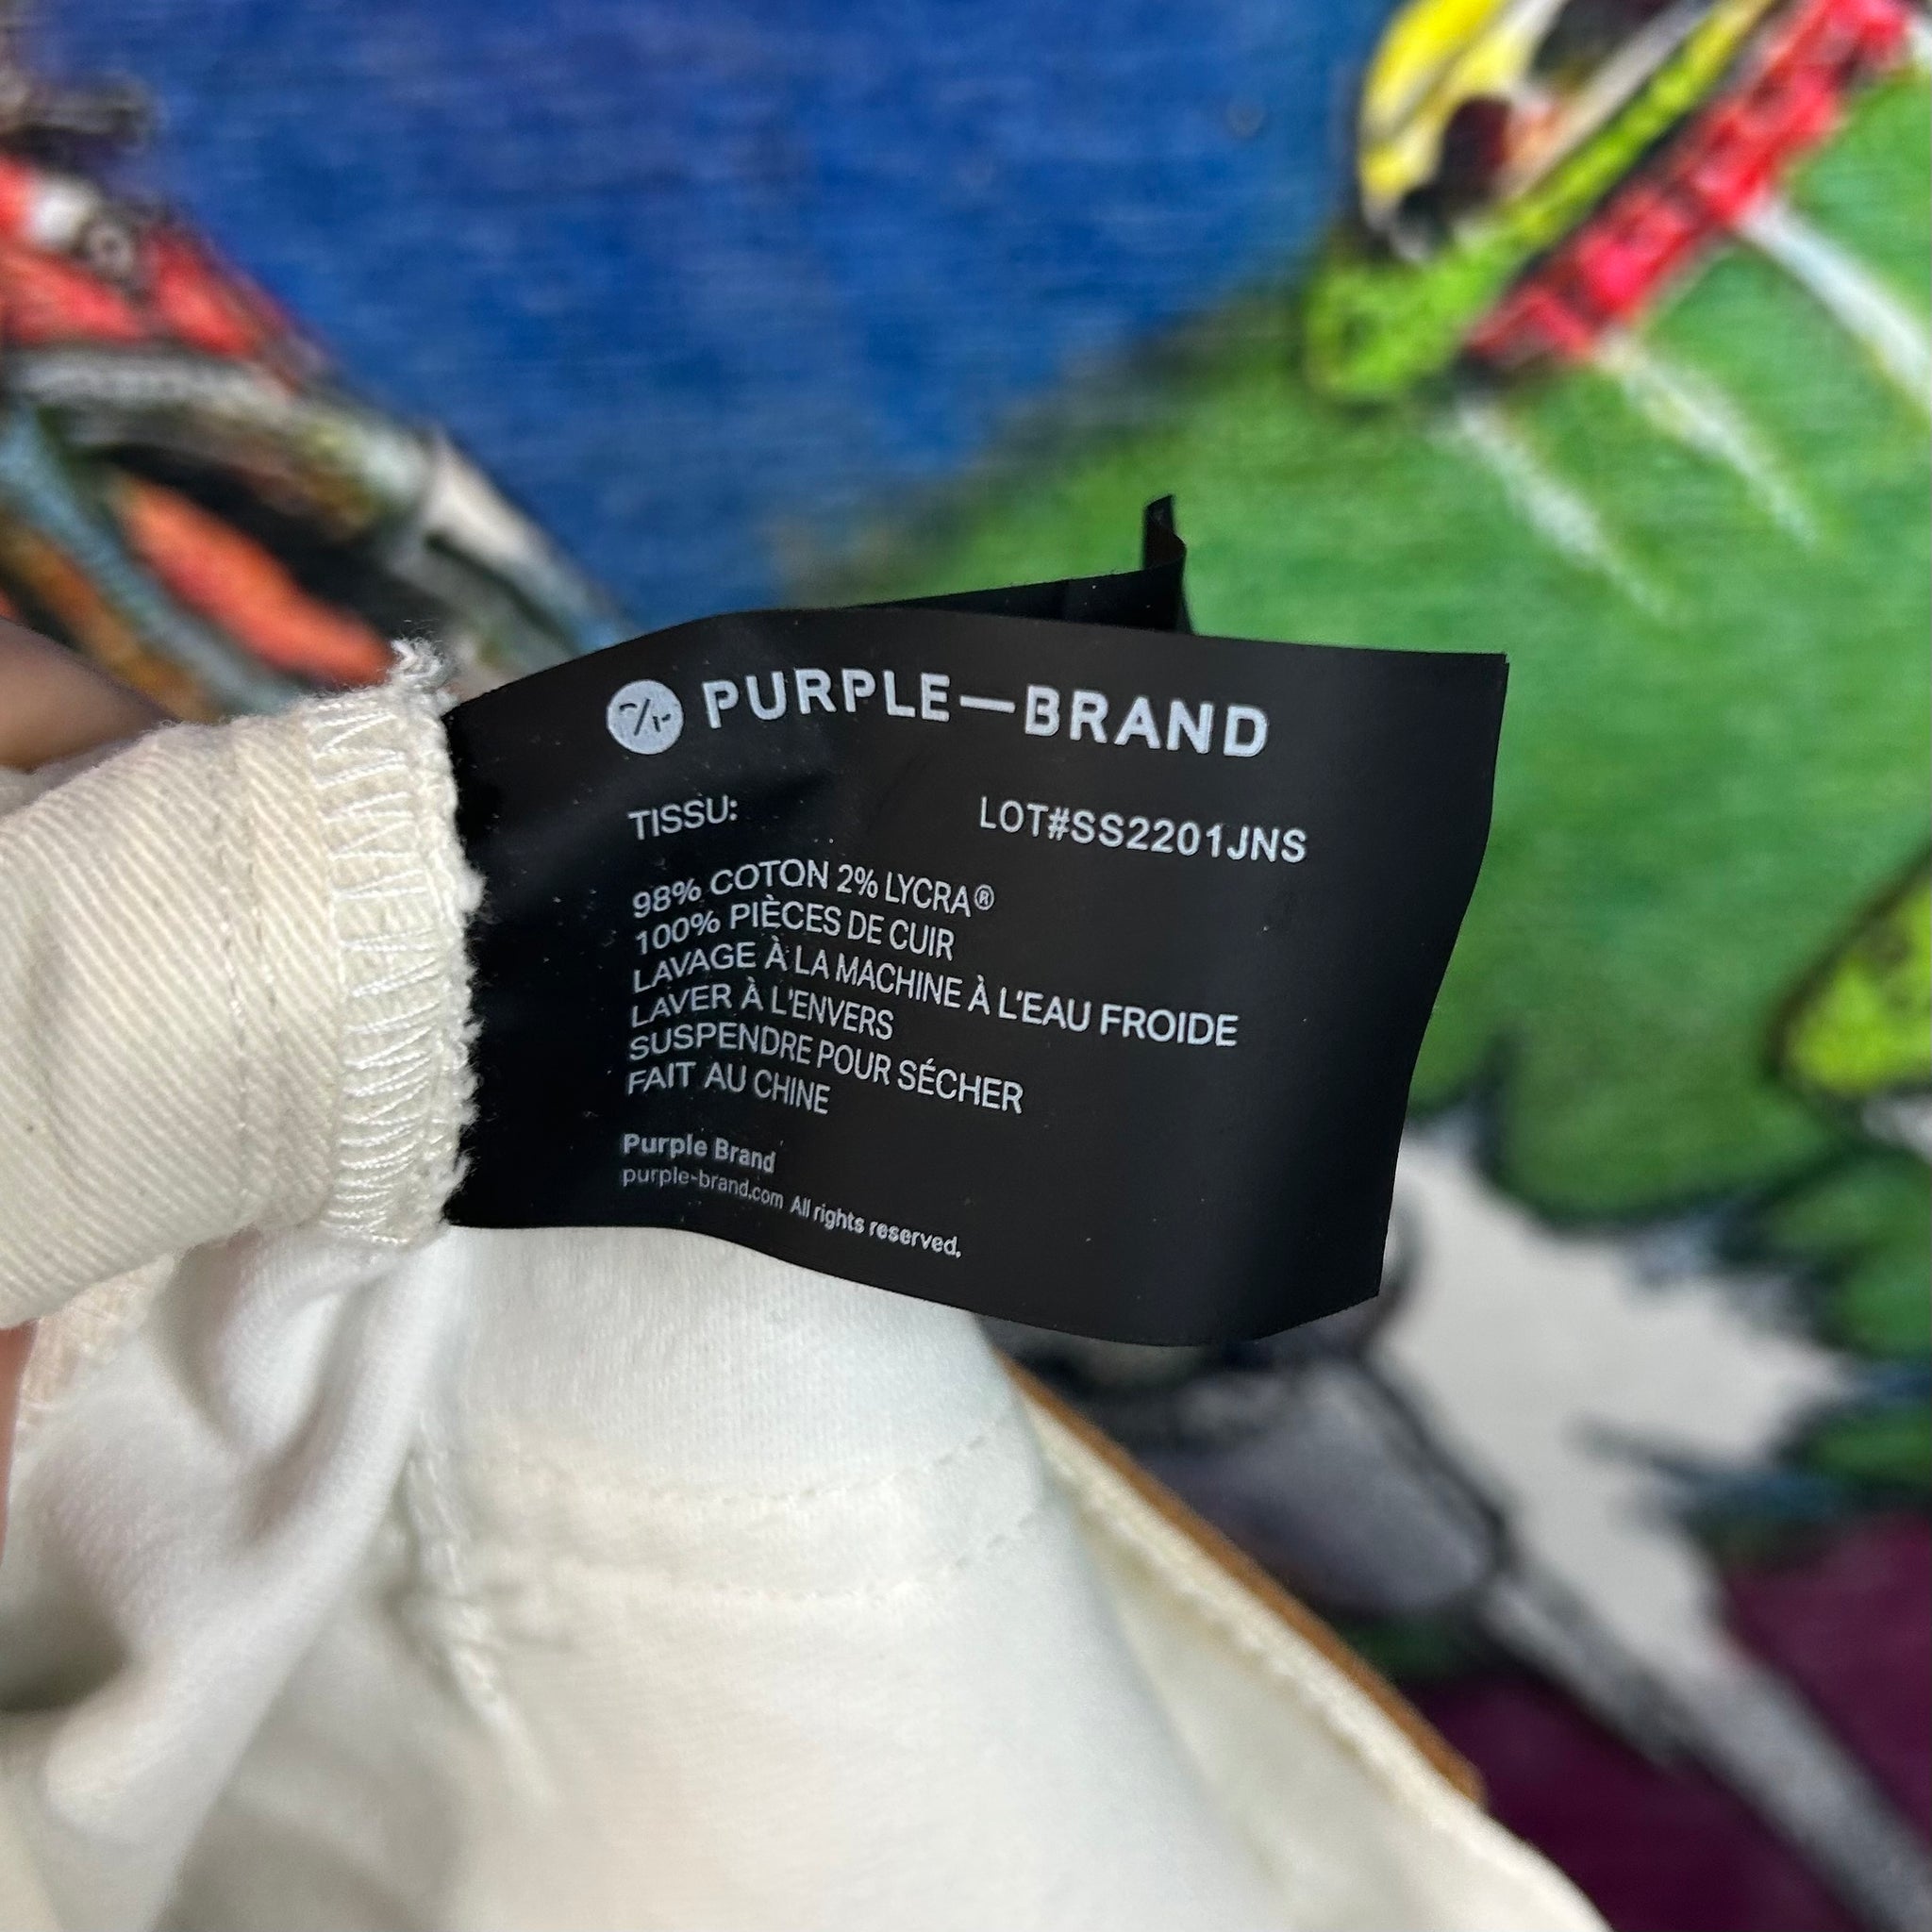 PURPLE—BRAND
TISSU: LOT#SS2201JNS
98% COTON 2% LYCRA®
100% PIÈCES DE CUIR
LAVAGE À LA MACHINE À L'EAU FROIDE
LAVER À L'ENVERS
SUSPENDRE POUR SÉCHER
FAIT AU CHINE
Purple Brand
purple-brand.com All rights reserved.